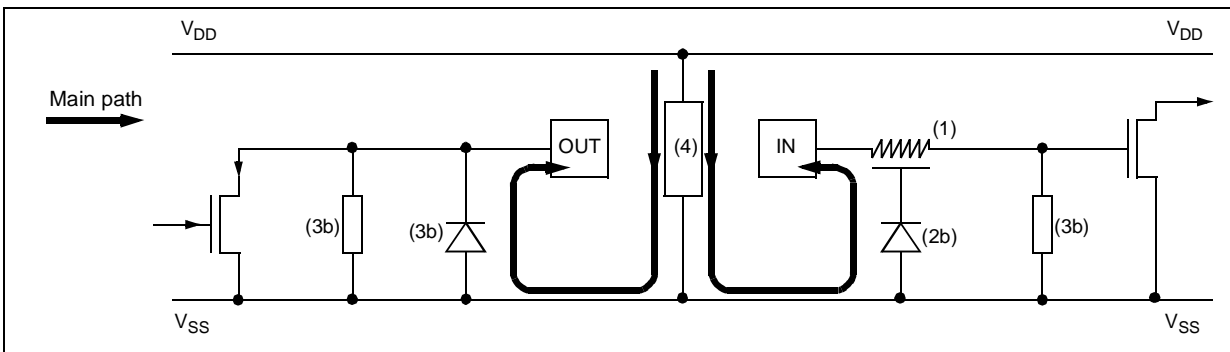 VDD VDD
Main path
OUT (4) IN (1)
(3b) (3b) (2b) (3b)
VSS VSS